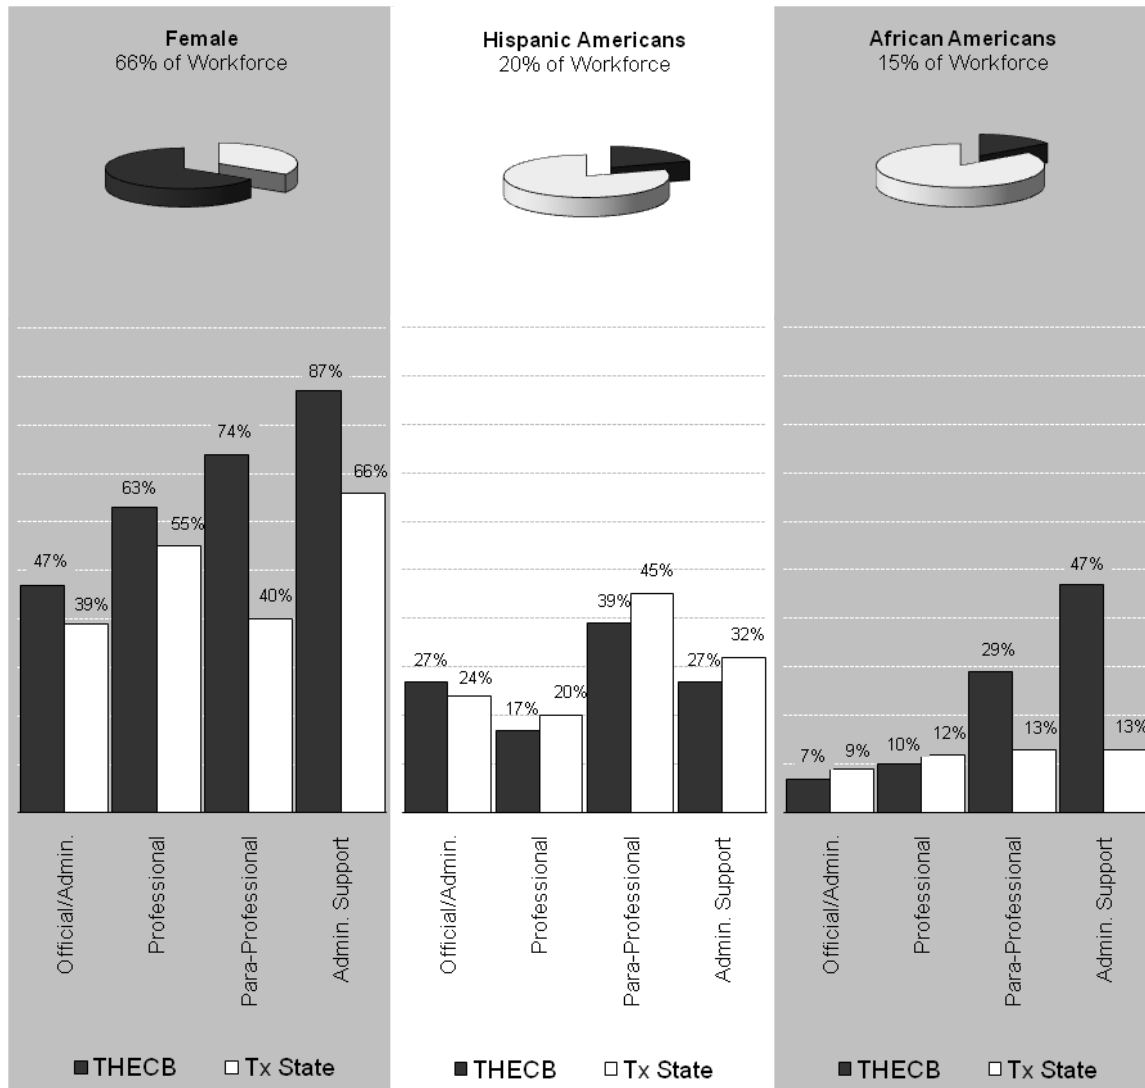 Female
66% of Workforce
87%
74%
66%
63%
55%
47%
39%
40%
Official/Admin.
Professional
Para-Professional
Admin. Support
THECB
Tx State
Hispanic Americans
20% of Workforce
45%
39%
32%
27%
24%
27%
17%
20%
Official/Admin.
Professional
Para-Professional
Admin. Support
THECB
Tx State
African Americans
15% of Workforce
47%
29%
7%
9%
10%
12%
13%
13%
Official/Admin.
Professional
Para-Professional
Admin. Support
THECB
Tx State